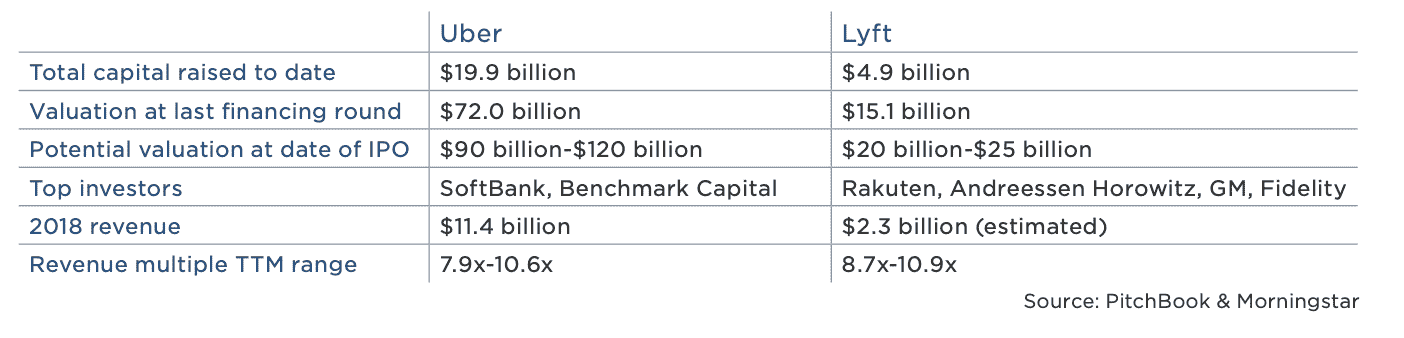 Uber Lyft
Total capital raised to date $19.9 billion $4.9 billion
Valuation at last financing round $72.0 billion $15.1 billion
Potential valuation at date of IPO $90 billion-$120 billion $20 billion-$25 billion
Top investors SoftBank, Benchmark Capital Rakuten, Andreessen Horowitz, GM, Fidelity
2018 revenue $11.4 billion $2.3 billion (estimated)
Revenue multiple TTM range 7.9x-10.6x 8.7x-10.9x
Source: PitchBook & Morningstar